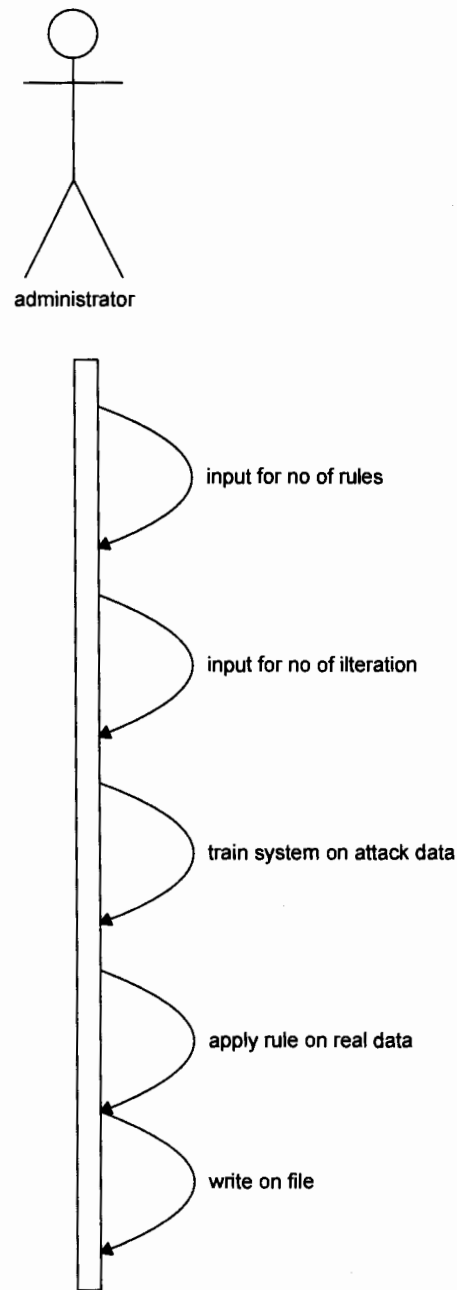 administrator
input for no of rules
input for no of ilteration
train system on attack data
apply rule on real data
write on file